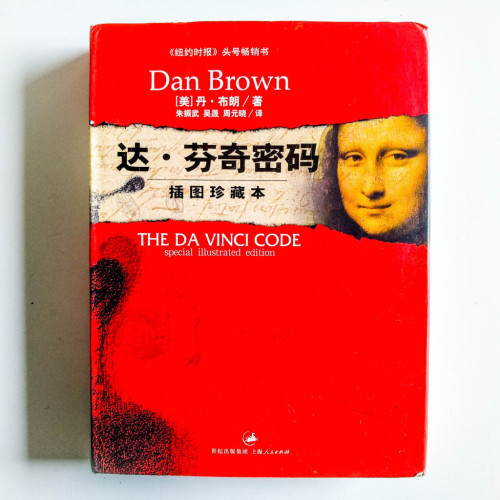 《纽约时报》头号畅销书
Dan Brown
[美]丹·布朗/著
朱振武 吴晟 周元晓/译
达·芬奇密码
插图珍藏本
THE DA VINCI CODE
special illustrated edition
世纪出版集团 上海人民出版社